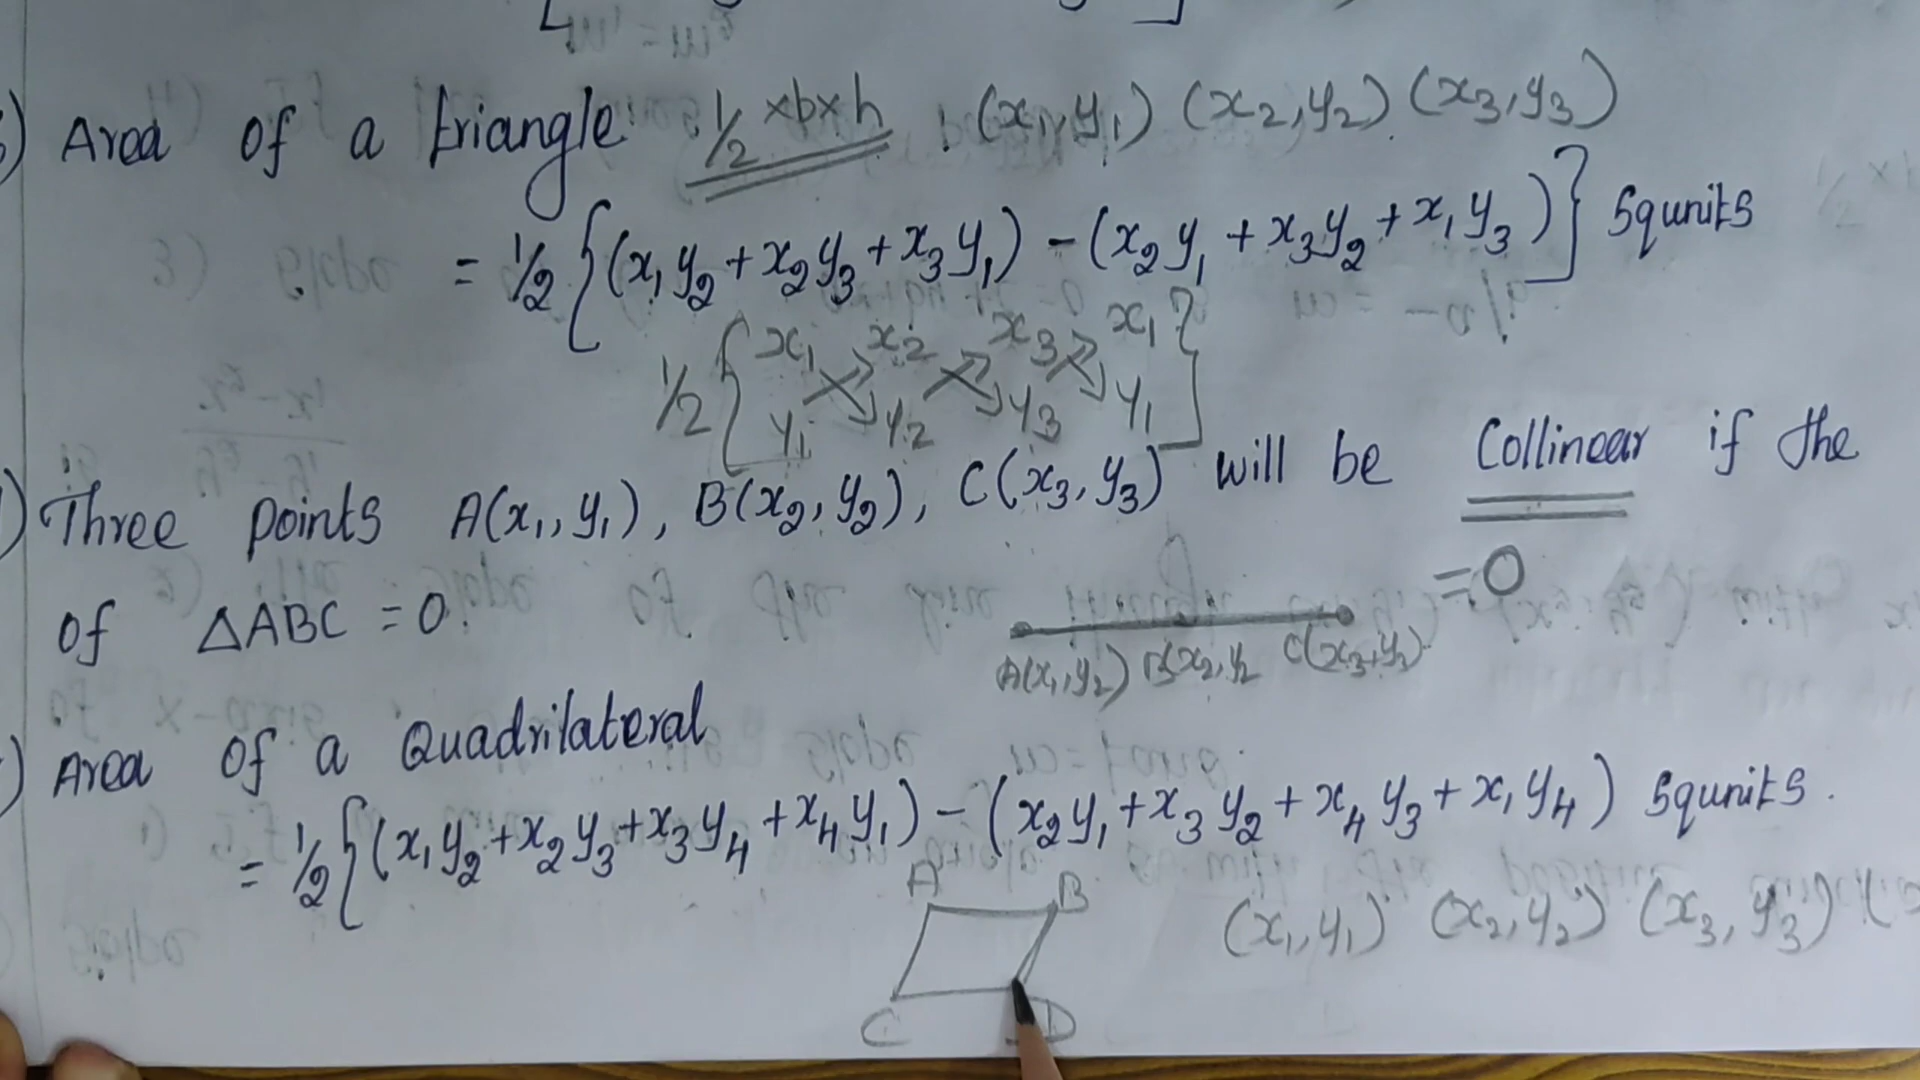 ) Area of a triangle 1/2 ×b×h : (x₁,y₁) (x₂,y₂) (x₃,y₃)
= 1/2 {(x₁y₂+x₂y₃+x₃y₁) - (x₂y₁+x₃y₂+x₁y₃)} squnits
1/2 { x₁ x₂ x₃ x₁ }
y₁ y₂ y₃ y₁
) Three points A(x₁,y₁), B(x₂,y₂), C(x₃,y₃) will be Collinear if the
of △ABC = 0. =0
A(x₁,y₂) B(x₂,y₂ C(x₃,y₃)
) Area of a Quadrilateral
= 1/2 {(x₁y₂+x₂y₃+x₃y₄+x₄y₁) - (x₂y₁+x₃y₂+x₄y₃+x₁y₄) squnits.
A B
(x₁,y₁) (x₂,y₂) (x₃,y₃) (
C D